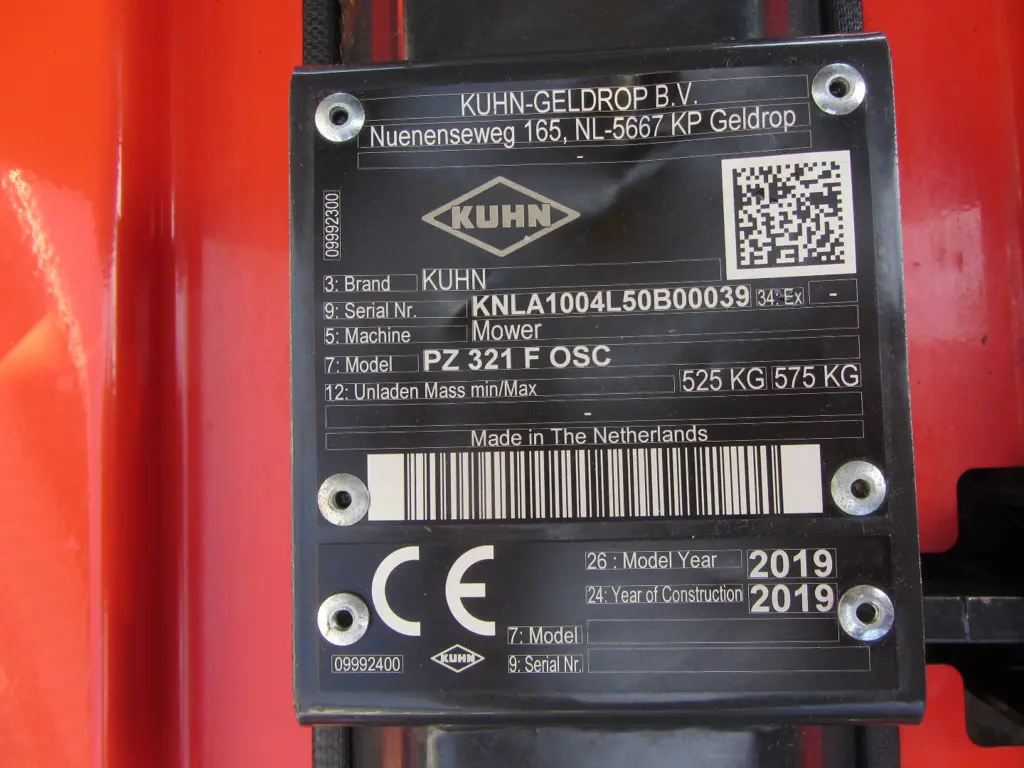 KUHN-GELDROP B.V.
Nuenenseweg 165, NL-5667 KP Geldrop
-
09992300
KUHN
3: Brand KUHN
9: Serial Nr. KNLA1004L50B00039 34: Ex -
5: Machine Mower
7: Model PZ 321 F OSC
12: Unladen Mass min/Max 525 KG 575 KG
-
Made in The Netherlands
CE
26 : Model Year 2019
24: Year of Construction 2019
7: Model
9: Serial Nr.
09992400
KUHN